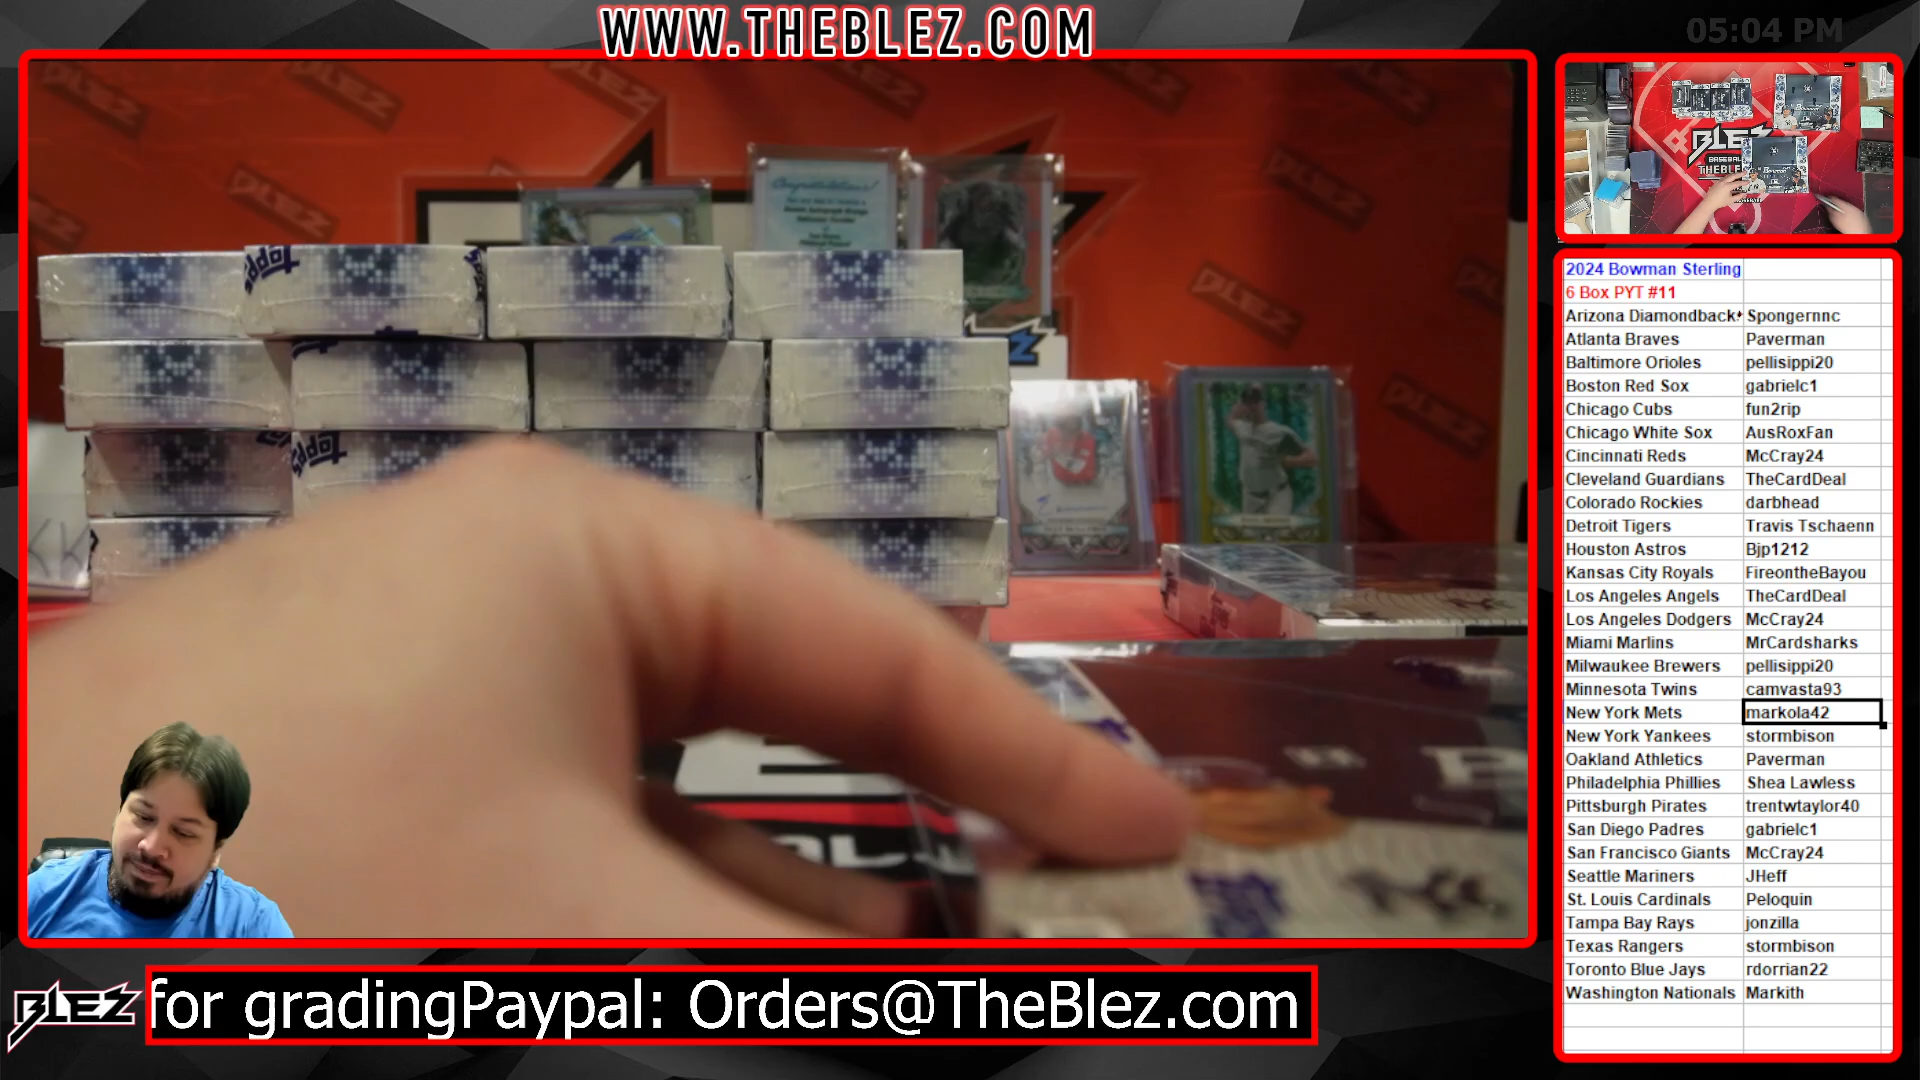 WWW.THEBLEZ.COM
05:04 PM
Congratulations!
topps
topps
BLEZ
BASEBALL
THEBLEZ
2024 Bowman Sterling
6 Box PYT #11
Arizona Diamondback Spongernnc
Atlanta Braves Paverman
Baltimore Orioles pellisippi20
Boston Red Sox gabrielc1
Chicago Cubs fun2rip
Chicago White Sox AusRoxFan
Cincinnati Reds McCray24
Cleveland Guardians TheCardDeal
Colorado Rockies darbhead
Detroit Tigers Travis Tschaenn
Houston Astros Bjp1212
Kansas City Royals FireontheBayou
Los Angeles Angels TheCardDeal
Los Angeles Dodgers McCray24
Miami Marlins MrCardsharks
Milwaukee Brewers pellisippi20
Minnesota Twins camvasta93
New York Mets markola42
New York Yankees stormbison
Oakland Athletics Paverman
Philadelphia Phillies Shea Lawless
Pittsburgh Pirates trentwtaylor40
San Diego Padres gabrielc1
San Francisco Giants McCray24
Seattle Mariners JHeff
St. Louis Cardinals Peloquin
Tampa Bay Rays jonzilla
Texas Rangers stormbison
Toronto Blue Jays rdorrian22
Washington Nationals Markith
BLEZ
for gradingPaypal: Orders@TheBlez.com